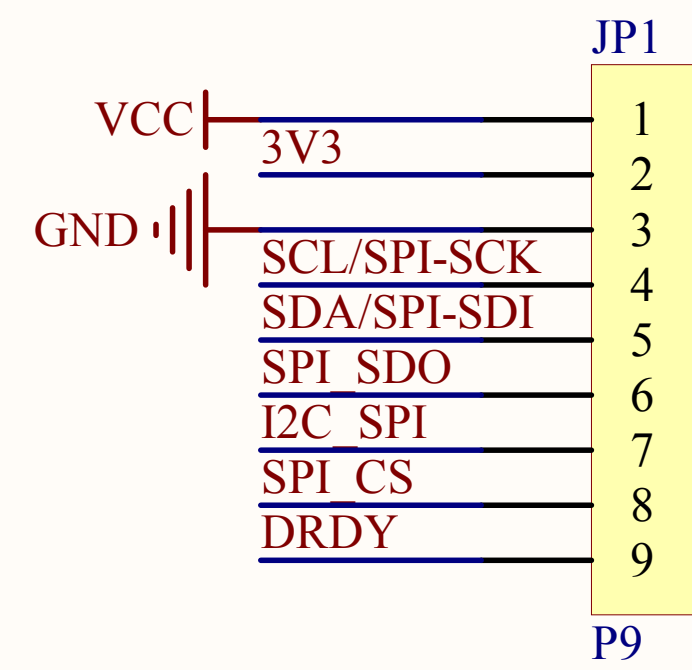 JP1
VCC
1
3V3
2
GND
3
SCL/SPI-SCK
4
SDA/SPI-SDI
5
SPI_SDO
6
I2C_SPI
7
SPI_CS
8
DRDY
9
P9